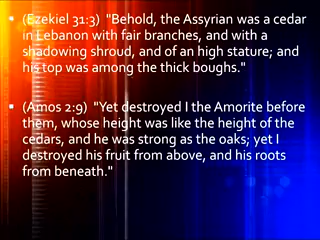 (Ezekiel 31:3)  "Behold, the Assyrian was a cedar
in Lebanon with fair branches, and with a
shadowing shroud, and of an high stature; and
his top was among the thick boughs."
(Amos 2:9)  "Yet destroyed I the Amorite before
them, whose height was like the height of the
cedars, and he was strong as the oaks; yet I
destroyed his fruit from above, and his roots
from beneath."